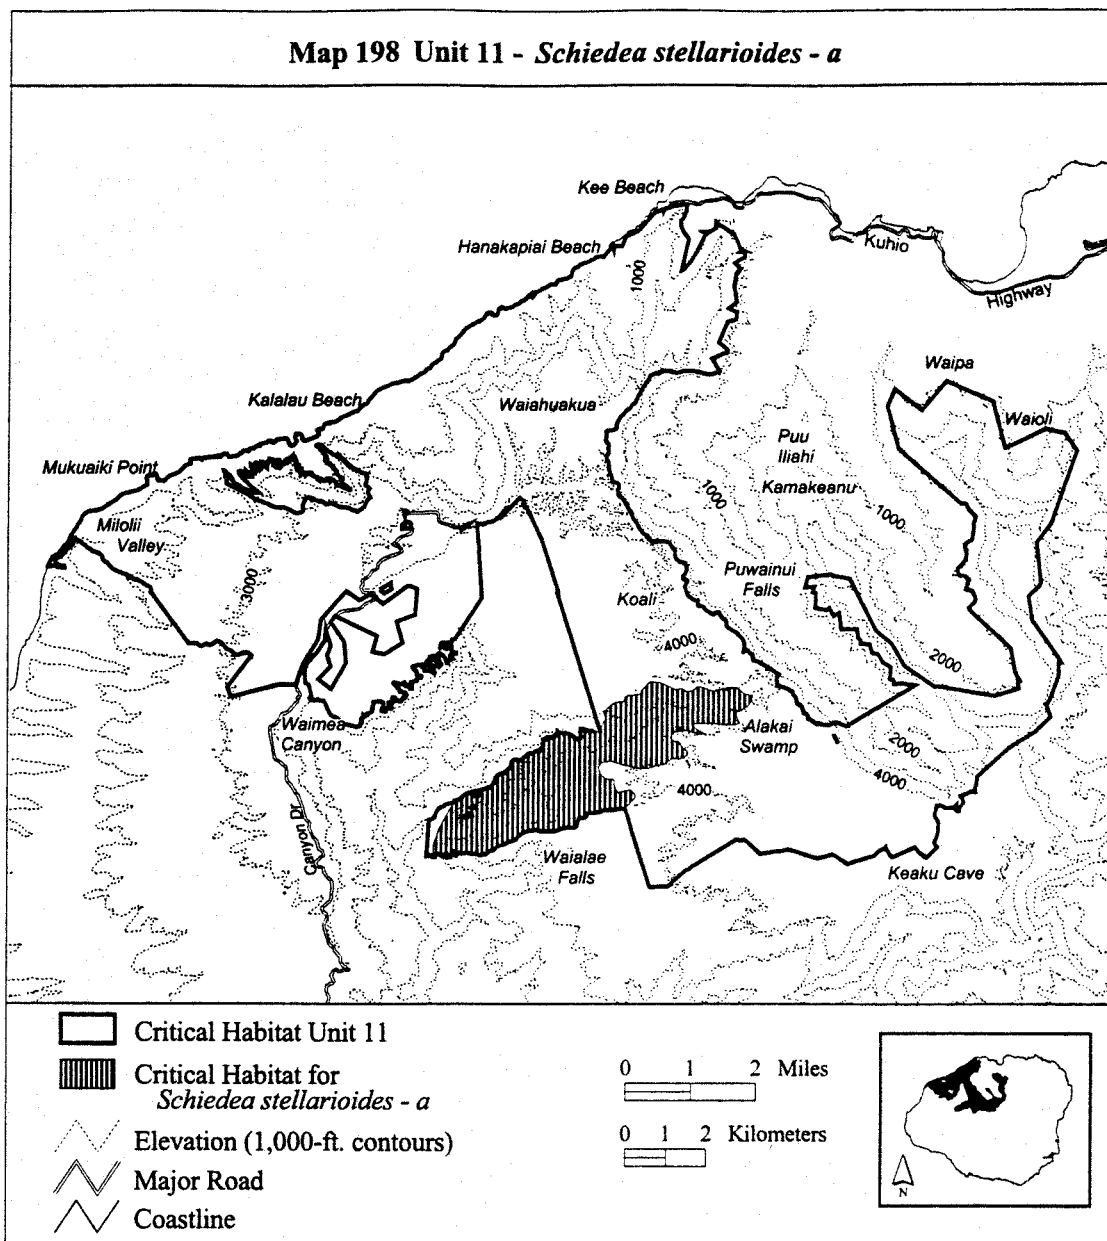 Map 198 Unit 11 - Schiedea stellarioides - a
Kee Beach
Hanakapiai Beach
Kuhio
Highway
1000
Waipa
Kalalau Beach
Waiahuakua
Waioli
Puu
Iliahi
Mukuaiki Point
Kamakeanu
1000
1000
Milolii
Valley
3000
Puwainui
Falls
Koali
4000
2000
Waimea
Canyon
Alakai
Swamp
2000
4000
4000
Canyon Dr
Waialae
Falls
Keaku Cave
Critical Habitat Unit 11
Critical Habitat for
Schiedea stellarioides - a
Elevation (1,000-ft. contours)
Major Road
Coastline
0 1 2 Miles
0 1 2 Kilometers
N